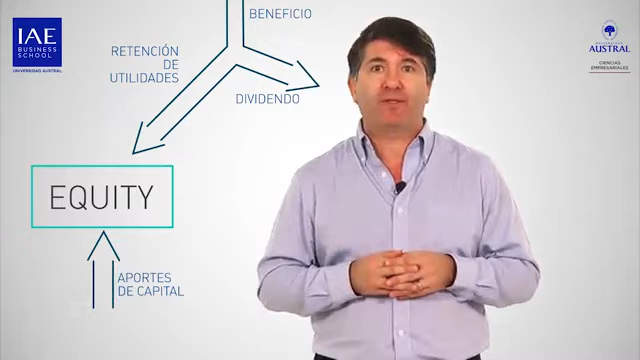 IAE
BUSINESS
SCHOOL
UNIVERSIDAD AUSTRAL
BENEFICIO
RETENCIÓN
DE
UTILIDADES
DIVIDENDO
EQUITY
APORTES
DE CAPITAL
AUSTRAL
CIENCIAS
EMPRESARIALES